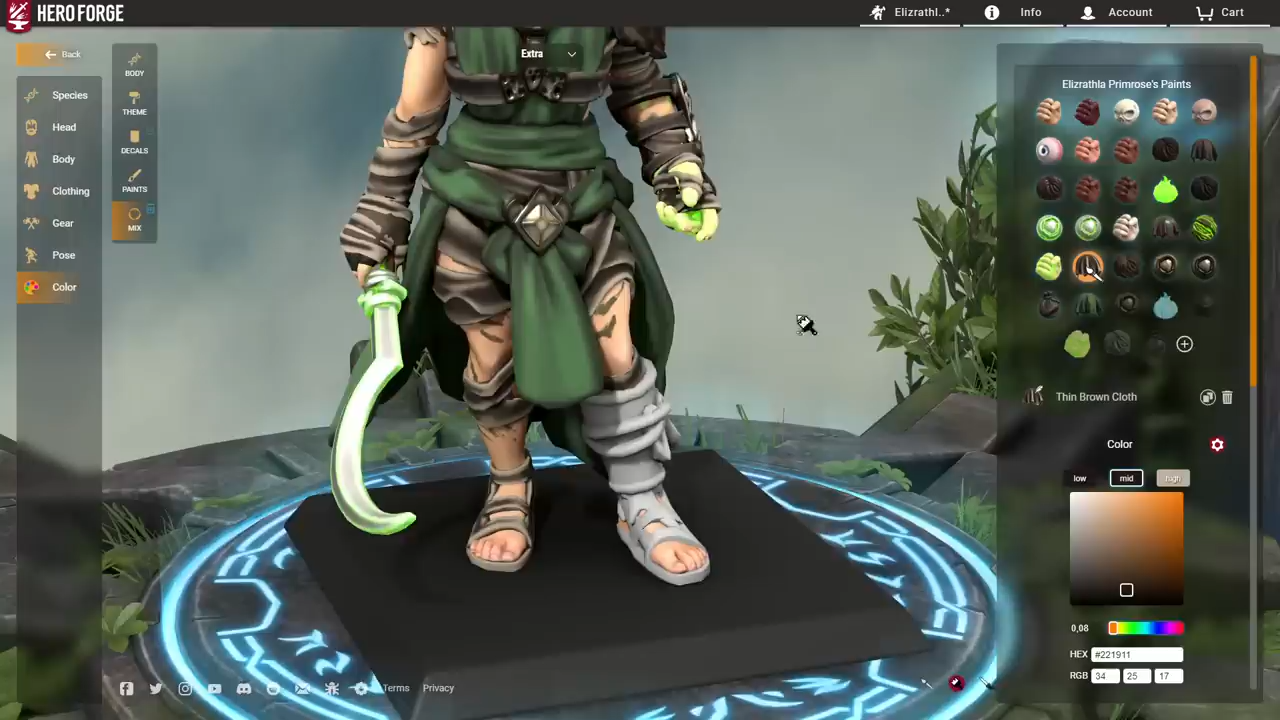 HERO FORGE
Elizrathl..*
Info
Account
Cart
Back
Species
Head
Body
Clothing
Gear
Pose
Color
BODY
THEME
DECALS
PAINTS
MIX
Extra
Elizrathla Primrose's Paints
Thin Brown Cloth
Color
low
mid
high
0,08
HEX #221911
RGB 34 25 17
Terms
Privacy